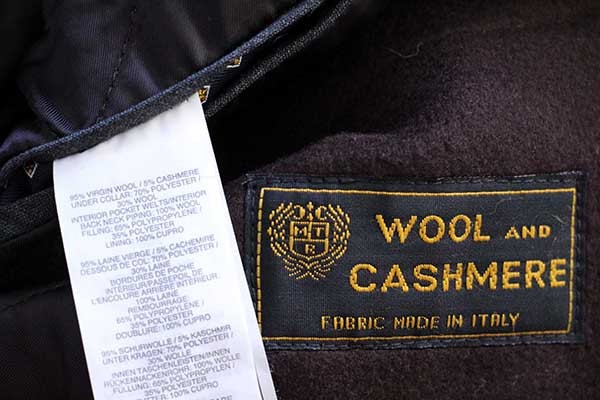 95% VIRGIN WOOL / 5% CASHMERE
UNDER COLLAR: 70% POLYESTER /
30% WOOL
INTERIOR POCKET WELTS/INTERIOR
BACK NECK PIPING: 100% WOOL
FILLING: 65% POLYPROPYLENE /
35% POLYESTER
LINING: 100% CUPRO
95% LAINE VIERGE / 5% CACHEMIRE
DESSOUS DE COL: 70% POLYESTER /
30% LAINE
BORDURES DE POCHE
INTÉRIEUR/PASSEPOIL DE
L'ENCOLURE ARRIÈRE INTÉRIEUR:
100% LAINE
REMBOURRAGE:
65% POLYPROPYLÈNE /
35% POLYESTER
DOUBLURE: 100% CUPRO
95% SCHURWOLLE / 5% KASCHMIR
UNTER KRAGEN: 70% POLYESTER /
30% WOLLE
INNEN TASCHENLEISTEN/INNEN
RÜCKENNACKENROHR: 100% WOLLE
FÜLLUNG: 65% POLYPROPYLEN /
35% POLYESTER
MTR
WOOL AND
CASHMERE
FABRIC MADE IN ITALY